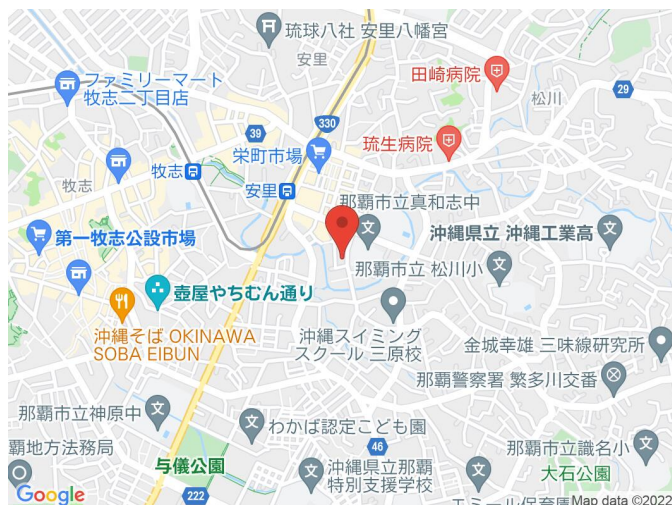 琉球八社 安里八幡宮
安里
田崎病院
松川
29
ファミリーマート
牧志二丁目店
330
39
琉生病院
栄町市場
牧志
牧志
安里
那覇市立真和志中
沖縄県立 沖縄工業高
第一牧志公設市場
那覇市立 松川小
壺屋やちむん通り
沖縄そば OKINAWA
SOBA EIBUN
沖縄スイミング
スクール 三原校
金城幸雄 三味線研究所
那覇警察署 繁多川交番
那覇市立神原中
わかば認定こども園
46
那覇市立識名小
覇地方法務局
与儀公園
沖縄県立那覇
特別支援学校
大石公園
222
Google
Map data ©2022